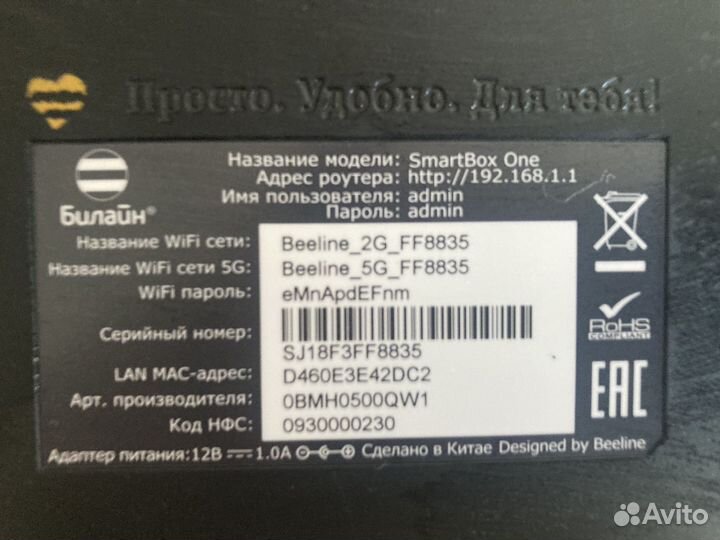 Просто. Удобно. Для тебя!
Название модели: SmartBox One
Адрес роутера: http://192.168.1.1
Имя пользователя: admin
Пароль: admin
Билайн®
Название WiFi сети: Beeline_2G_FF8835
Название WiFi сети 5G: Beeline_5G_FF8835
WiFi пароль: eMnApdEFnm
Серийный номер: SJ18F3FF8835
LAN MAC-адрес: D460E3E42DC2
Арт. производителя: 0BMH0500QW1
Код НФС: 0930000230
RoHS
COMPLIANT
EAC
Адаптер питания:12В 1.0А Сделано в Китае Designed by Beeline
Avito